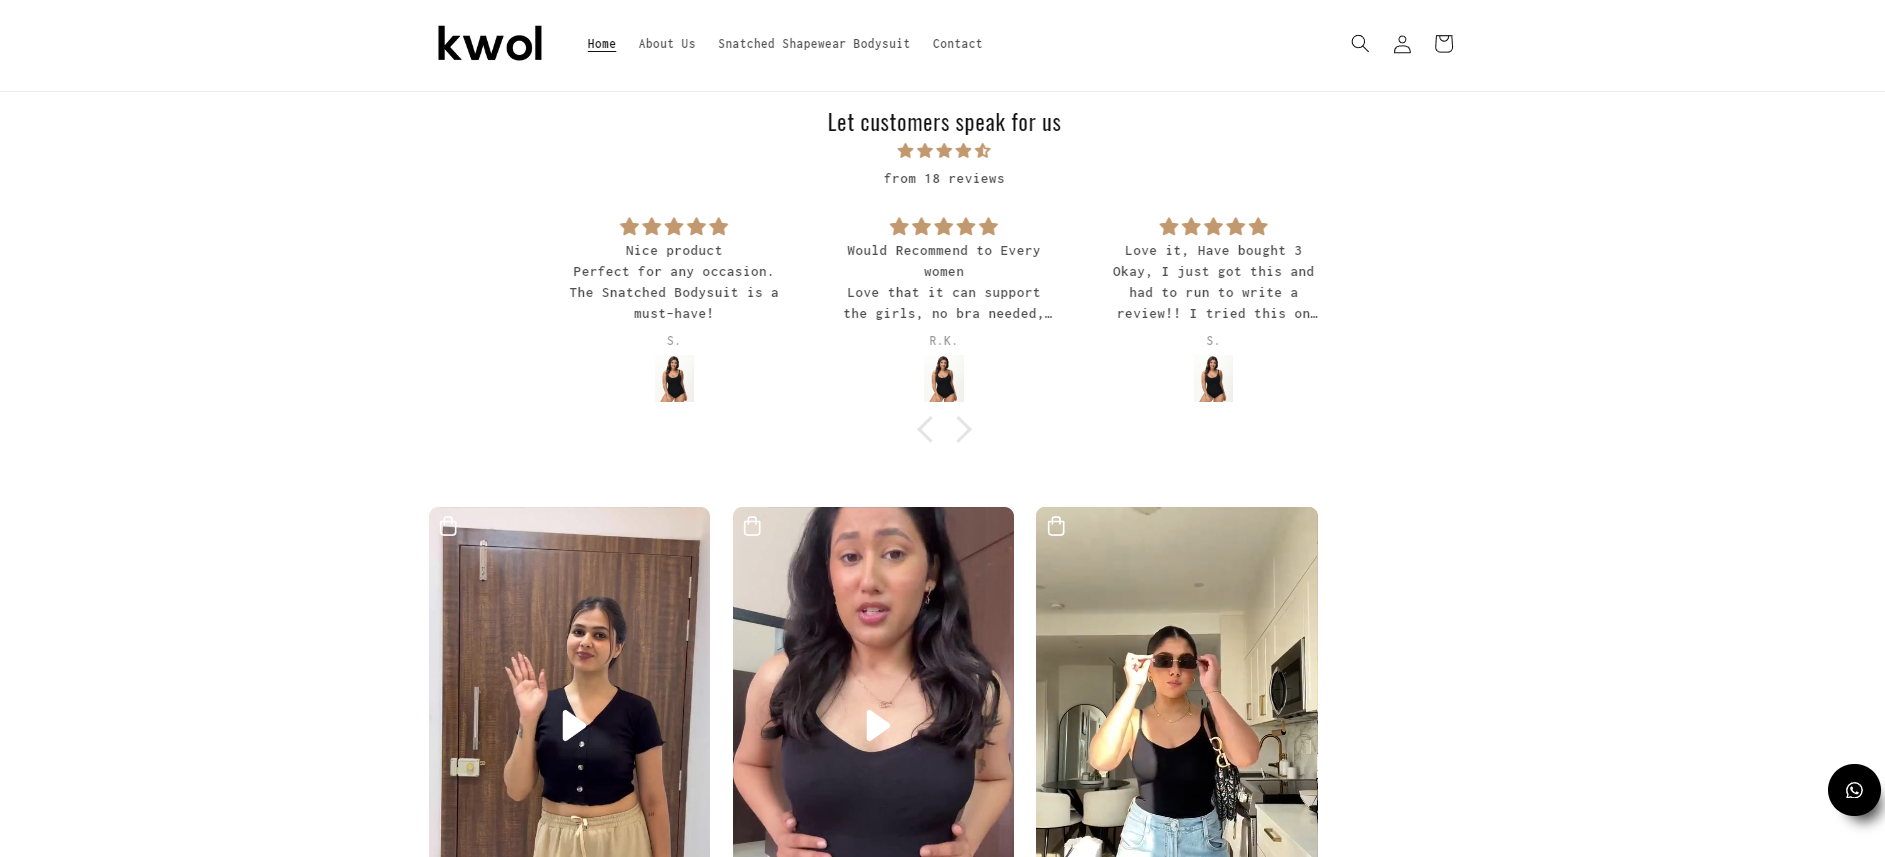 kwol
Home About Us Snatched Shapewear Bodysuit Contact
Let customers speak for us
from 18 reviews
Nice product
Perfect for any occasion.
The Snatched Bodysuit is a
must-have!
S.
Would Recommend to Every
women
Love that it can support
the girls, no bra needed,…
R.K.
Love it, Have bought 3
Okay, I just got this and
had to run to write a
review!! I tried this on…
S.